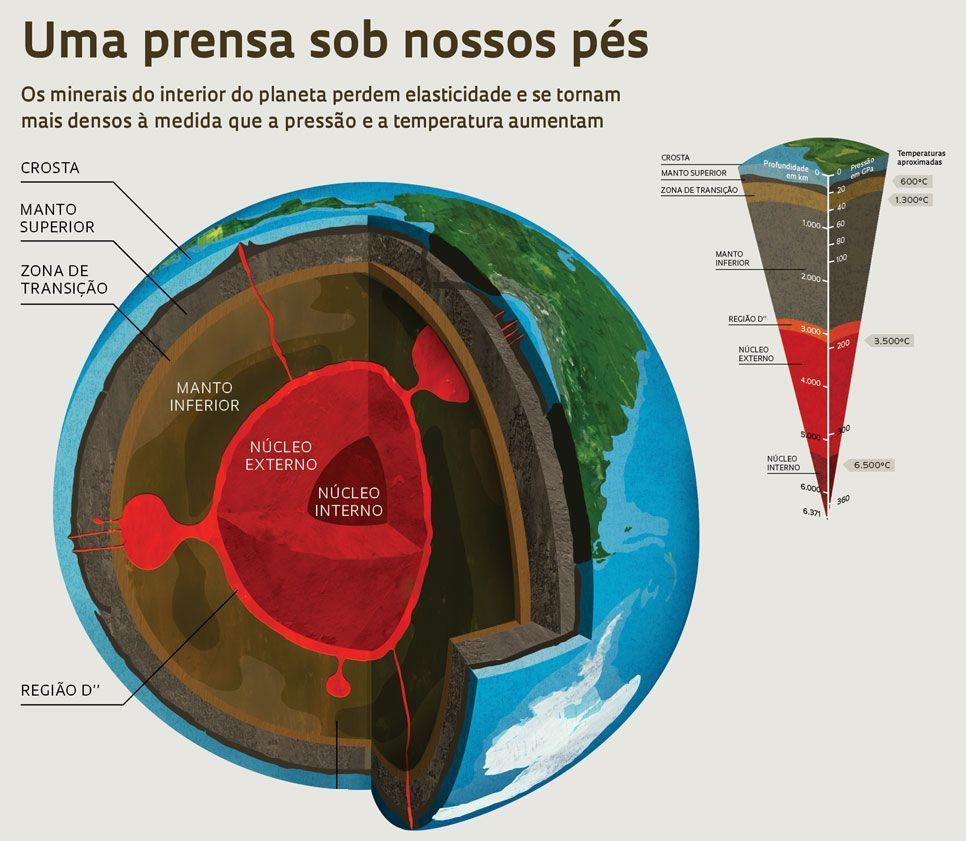 Uma prensa sob nossos pés
Os minerais do interior do planeta perdem elasticidade e se tornam
mais densos à medida que a pressão e a temperatura aumentam
CROSTA
MANTO
SUPERIOR
ZONA DE
TRANSIÇÃO
MANTO
INFERIOR
NÚCLEO
EXTERNO
NÚCLEO
INTERNO
REGIÃO D’’
CROSTA
MANTO SUPERIOR
ZONA DE TRANSIÇÃO
MANTO
INFERIOR
REGIÃO D’’
NÚCLEO
EXTERNO
NÚCLEO
INTERNO
Profundidade
em km
0
1.000
2.000
3.000
4.000
5.000
6.000
6.371
Pressão
em GPa
0
20
40
60
80
100
200
300
360
Temperaturas
aproximadas
600ºC
1.300ºC
3.500ºC
6.500ºC